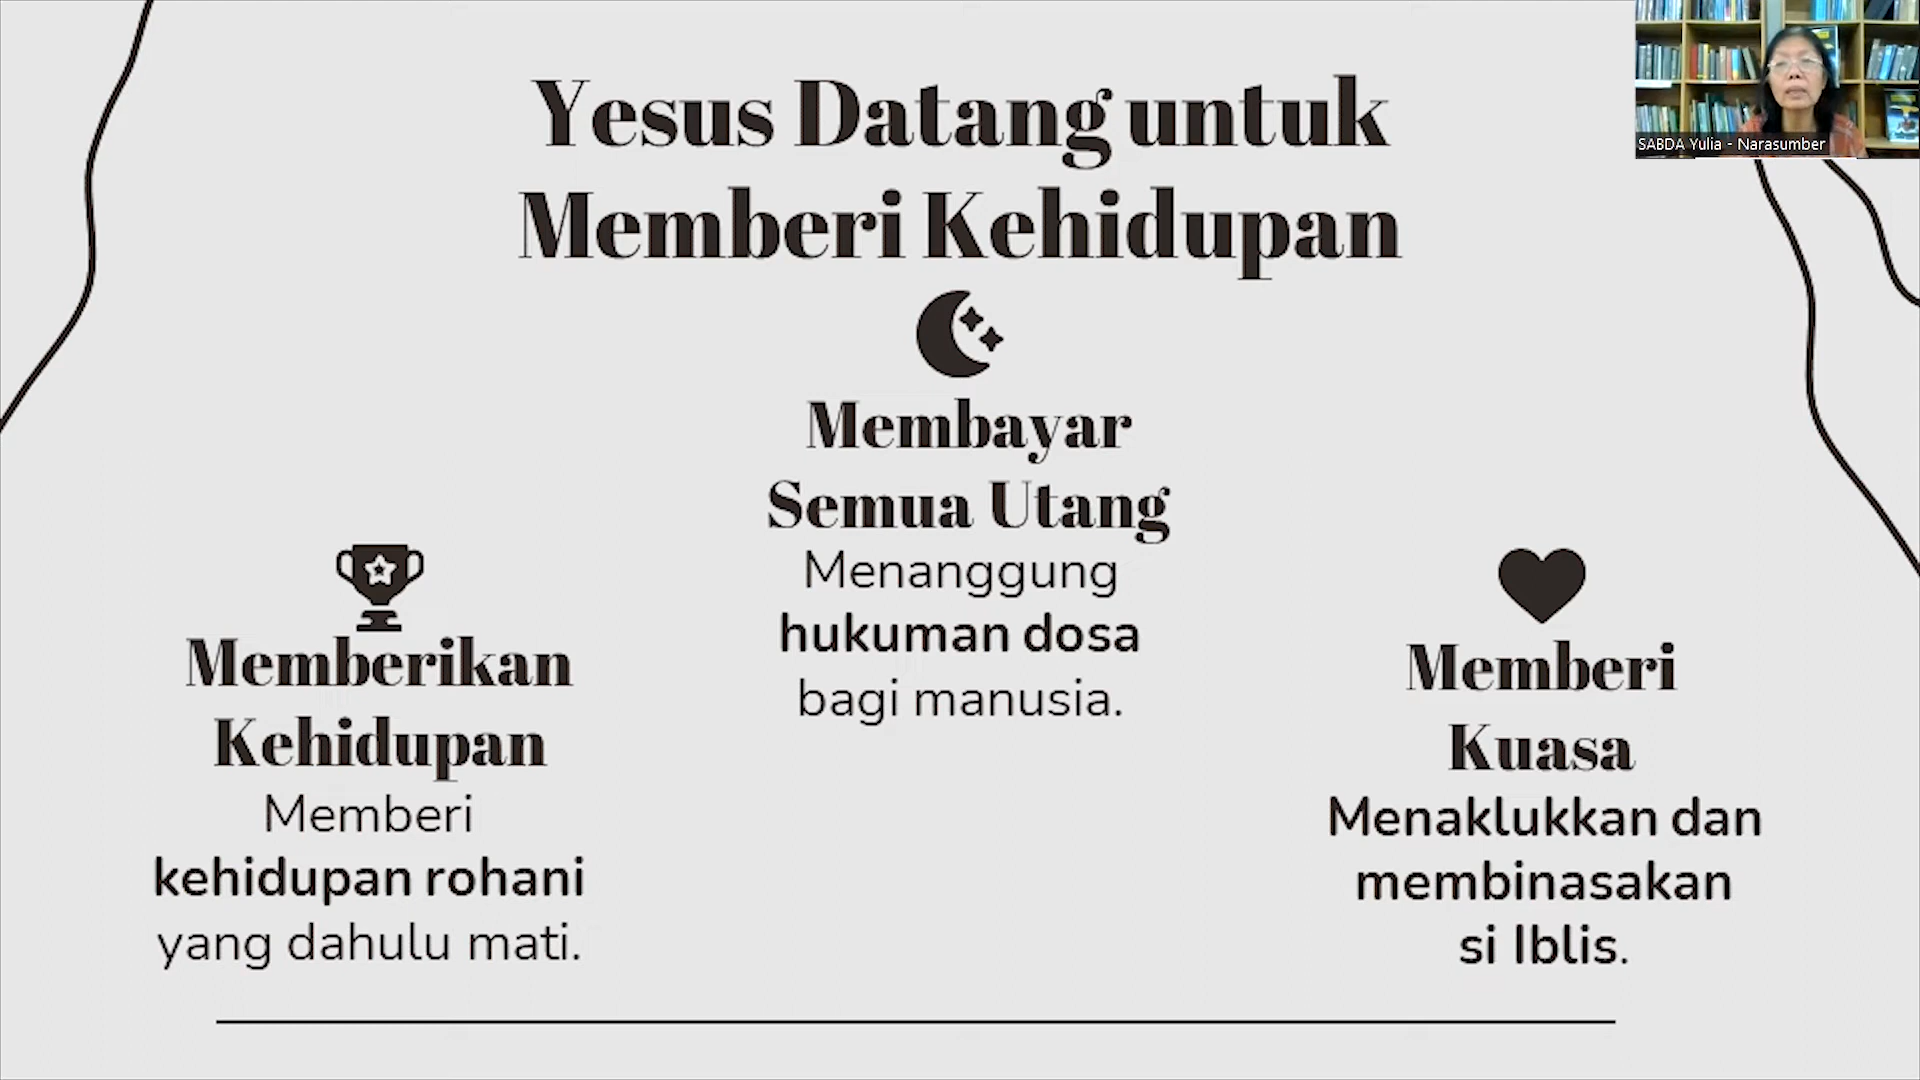 Yesus Datang untuk
Memberi Kehidupan
SABDA Yulia - Narasumber
Membayar
Semua Utang
Menanggung
hukuman dosa
bagi manusia.
Memberikan
Kehidupan
Memberi
kehidupan rohani
yang dahulu mati.
Memberi
Kuasa
Menaklukkan dan
membinasakan
si Iblis.